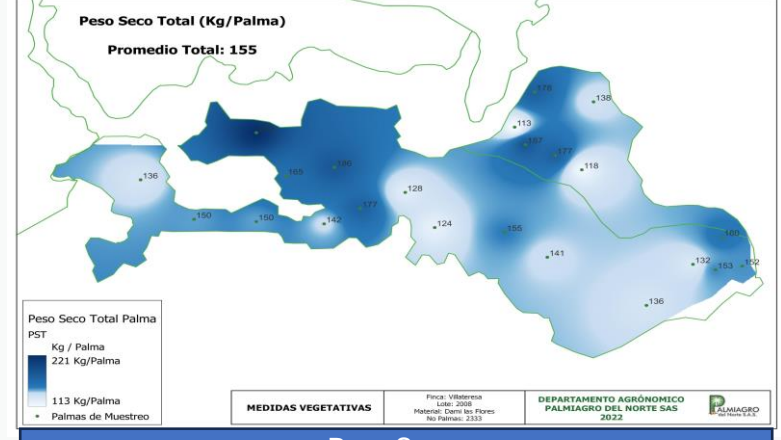 Peso Seco Total (Kg/Palma)
Promedio Total: 155
178
138
113
167
177
118
186
165
136
128
177
150
150
142
124
155
141
160
132
153
152
136
Peso Seco Total Palma
PST
Kg / Palma
221 Kg/Palma
113 Kg/Palma
Palmas de Muestreo
MEDIDAS VEGETATIVAS
Finca: Villateresa
Lote: 2008
Material: Dami las Flores
No Palmas: 2333
DEPARTAMENTO AGRÓNOMICO
PALMIAGRO DEL NORTE SAS
2022
PALMIAGRO
del Norte S.A.S.